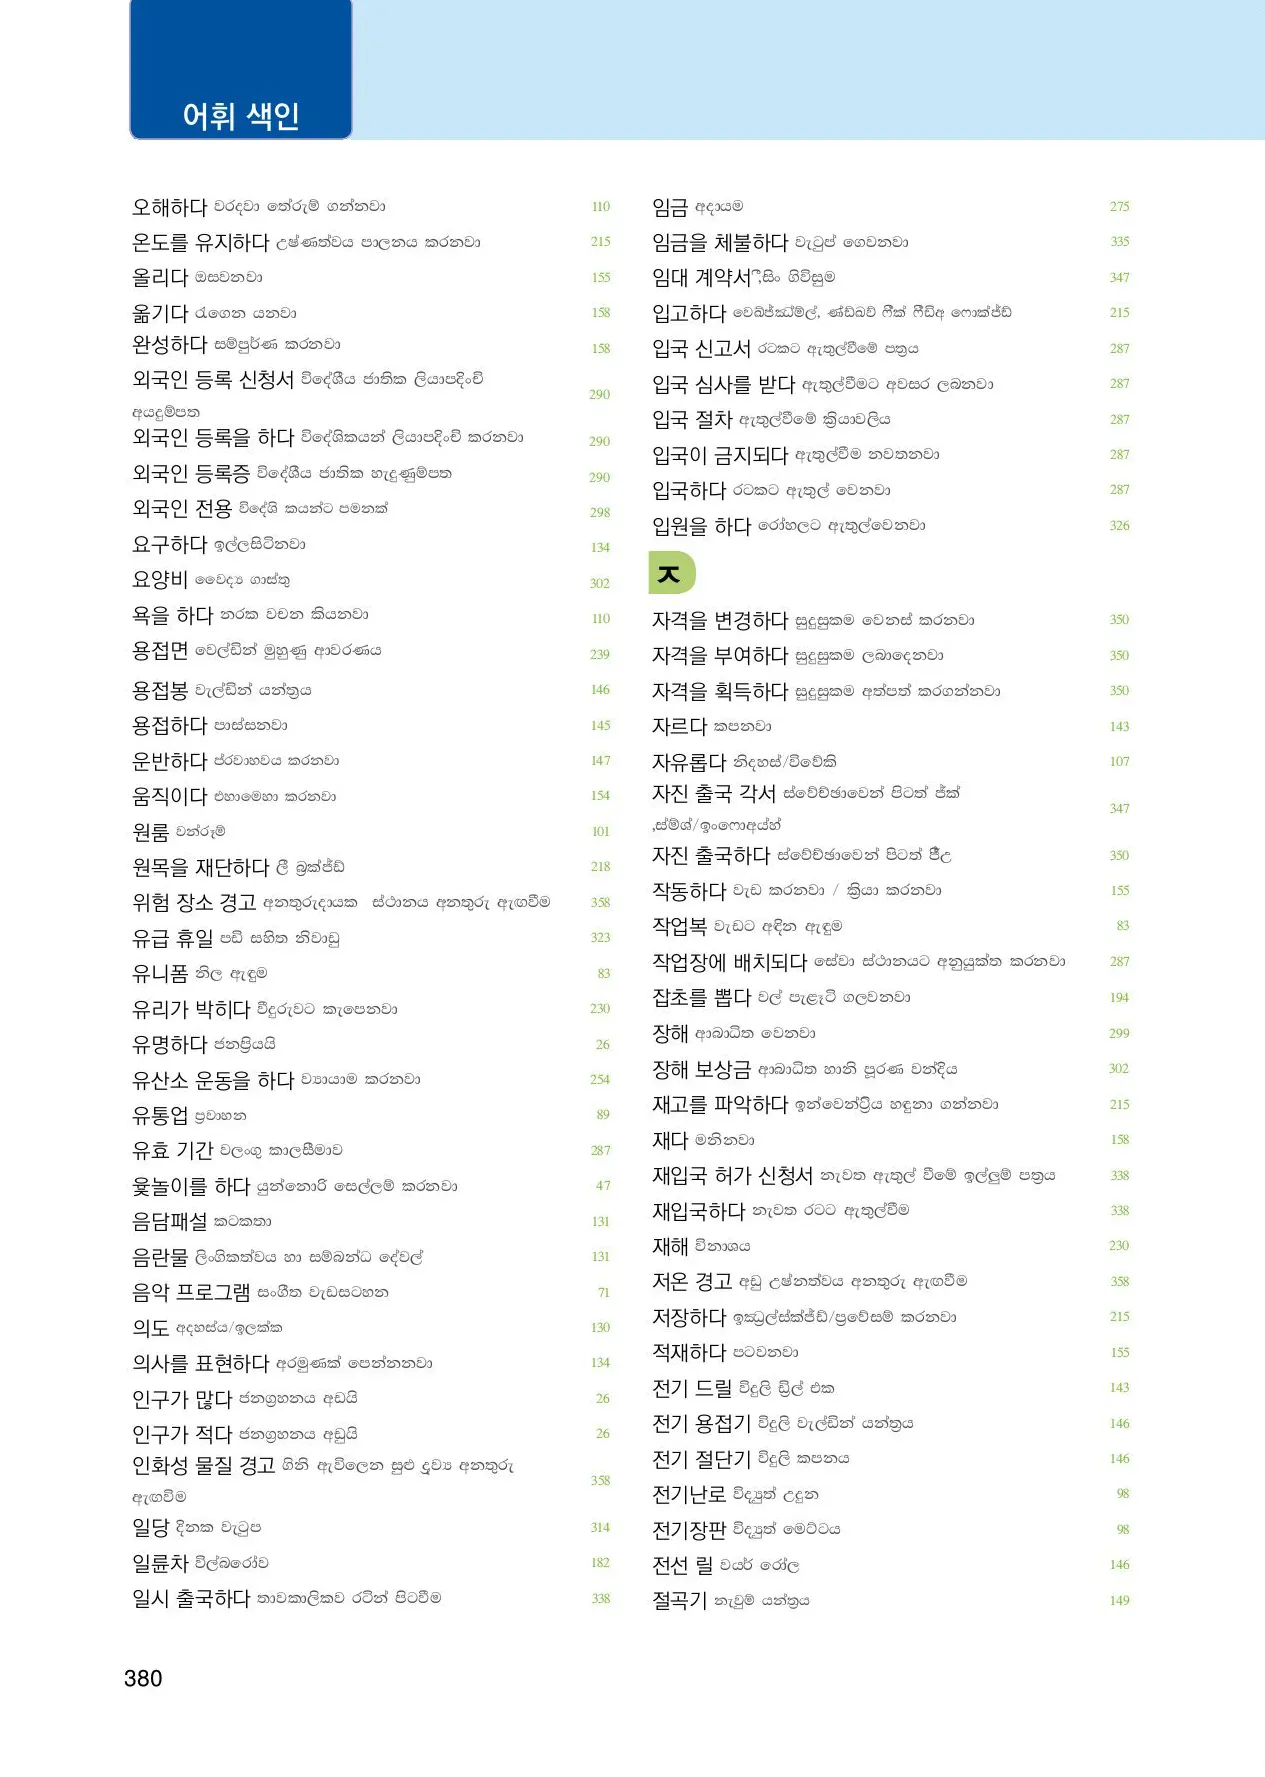 어휘 색인
오해하다 වරදවා තේරුම් ගන්නවා 110
온도를 유지하다 උෂ්ණත්වය පාලනය කරනවා 215
올리다 ඔසවනවා 155
옮기다 රැගෙන යනවා 158
완성하다 සම්පුර්ණ කරනවා 158
외국인 등록 신청서 විදේශීය ජාතික ලියාපදිංචි
අයදුම්පත 290
외국인 등록을 하다 විදේශිකයන් ලියාපදිංචි කරනවා 290
외국인 등록증 විදේශීය ජාතික හැඳුණුම්පත 290
외국인 전용 විදේශි කයන්ට පමනක් 298
요구하다 ඉල්ලසිටිනවා 134
요양비 වෛද්‍ය ගාස්තු 302
욕을 하다 නරක වචන කියනවා 110
용접면 වෙල්ඩින් මුහුණු ආවරණය 239
용접봉 වැල්ඩින් යන්ත්‍රය 146
용접하다 පාස්සනවා 145
운반하다 ප්රවාහවය කරනවා 147
움직이다 එහාමෙහා කරනවා 154
원룸 වන්රූම් 101
원목을 재단하다 ලී බ්‍රක්ජ්ඩ් 218
위험 장소 경고 අනතුරුදායක ස්ථානය අනතුරු ඇඟවීම 358
유급 휴일 පඩි සහිත නිවාඩු 323
유니폼 නිල ඇඳුම 83
유리가 박히다 වීදුරුවට කැපෙනවා 230
유명하다 ජනප්‍රියයි 26
유산소 운동을 하다 ව්‍යායාම කරනවා 254
유통업 ප්‍රවාහන 89
유효 기간 වලංගු කාලසීමාව 287
윷놀이를 하다 යුන්නොරි සෙල්ලම් කරනවා 47
음담패설 කටකතා 131
음란물 ලිංගිකත්වය හා සම්බන්ධ දේවල් 131
음악 프로그램 සංගීත වැඩසටහන 71
의도 අදහස්ය/ඉලක්ක 130
의사를 표현하다 අරමුණක් පෙන්නනවා 134
인구가 많다 ජනග්‍රහනය අඩයි 26
인구가 적다 ජනග්‍රහනය අඩුයි 26
인화성 물질 경고 ගිනි ඇවිලෙන සුළු ද්‍රව්‍ය අනතුරු
ඇඟවිම 358
일당 දිනක වැටුප 314
일륜차 විල්බරෝව 182
일시 출국하다 තාවකාලිකව රටින් පිටවීම 338
임금 අදායම 275
임금을 체불하다 වැටුප් ගෙවනවා 335
임대 계약서 ිසිං ගිවිසුම 347
입고하다 215
입국 신고서 රටකට ඇතුල්වීමේ පත්‍රය 287
입국 심사를 받다 ඇතුල්වීමට අවසර ලබනවා 287
입국 절차 ඇතුල්වීමේ ක්‍රියාවලිය 287
입국이 금지되다 ඇතුල්වීම නවතනවා 287
입국하다 රටකට ඇතුල් වෙනවා 287
입원을 하다 රෝහලට ඇතුල්වෙනවා 326
ㅈ
자격을 변경하다 සුදුසුකම වෙනස් කරනවා 350
자격을 부여하다 සුදුසුකම ලබාදෙනවා 350
자격을 획득하다 සුදුසුකම අත්පත් කරගන්නවා 350
자르다 කපනවා 143
자유롭다 නිදහස්/විවේකි 107
자진 출국 각서 ස්වේච්ඡාවෙන් පිටත් ජ්ක්
347
자진 출국하다 ස්වේච්ඡාවෙන් පිටත් 350
작동하다 වැඩ කරනවා / ක්‍රියා කරනවා 155
작업복 වැඩට අඳින ඇඳුම 83
작업장에 배치되다 සේවා ස්ථානයට අනුයුක්ත කරනවා 287
잡초를 뽑다 වල් පැළෑටි ගලවනවා 194
장해 ආබාධිත වෙනවා 299
장해 보상금 ආබාධිත හානි පූරණ වන්දිය 302
재고를 파악하다 ඉන්වෙන්ට්‍රිය හඳුනා ගන්නවා 215
재다 මනිනවා 158
재입국 허가 신청서 නැවත ඇතුල් වීමේ ඉල්ලුම් පත්‍රය 338
재입국하다 නැවත රටට ඇතුල්වීම 338
재해 විනාශය 230
저온 경고 අඩු උෂ්නත්වය අනතුරු ඇඟවීම 358
저장하다 ප්‍රවේසම් කරනවා 215
적재하다 පටවනවා 155
전기 드릴 විදුලි ඩ්‍රිල් එක 143
전기 용접기 විදුලි වැල්ඩින් යන්ත්‍රය 146
전기 절단기 විදුලි කපනය 146
전기난로 විද්‍යුත් උදුන 98
전기장판 විද්‍යුත් මෙට්ටය 98
전선 릴 වයර් රෝල 146
절곡기 නැවුම් යන්ත්‍රය 149
380